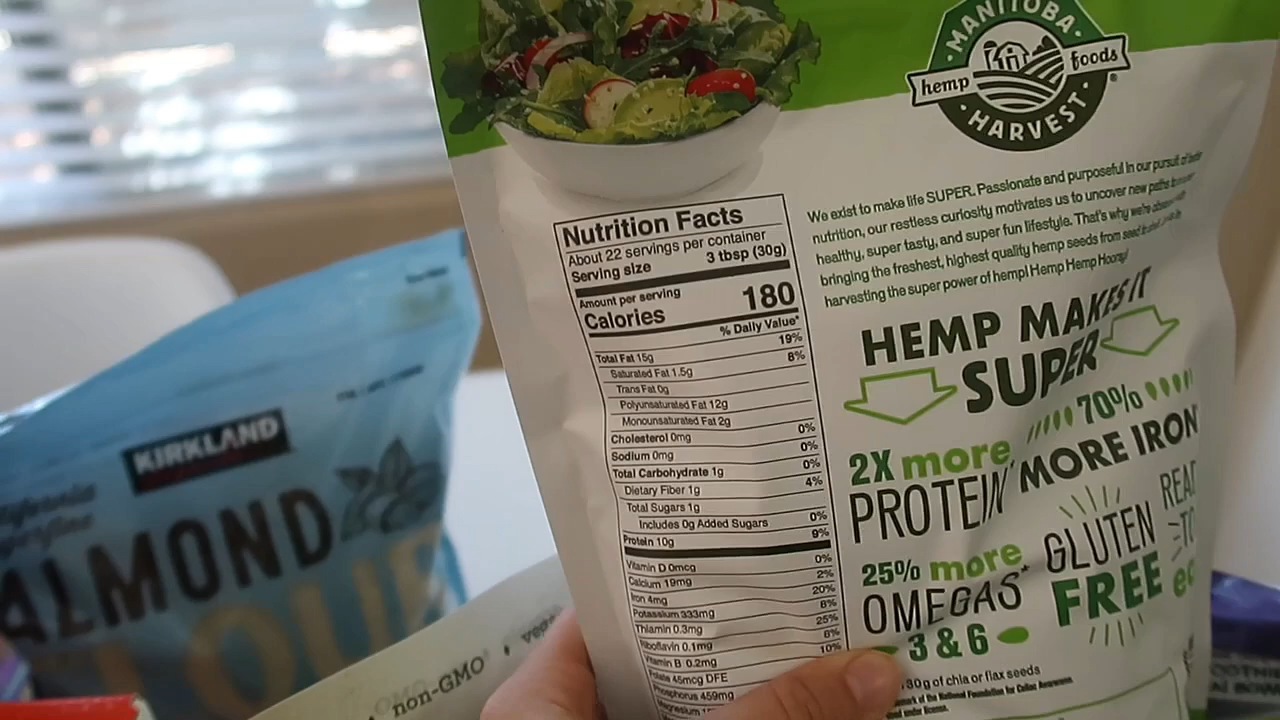 MANITOBA
hemp foods
HARVEST
We exist to make life SUPER. Passionate and purposeful in our pursuit of better
nutrition, our restless curiosity motivates us to uncover new paths to
healthy, super tasty, and super fun lifestyle. That's why we're
bringing the freshest, highest quality hemp seeds from seed to
harvesting the super power of hemp! Hemp Hemp Hooray!
HEMP MAKES IT
SUPER
2X more
PROTEIN
70%
MORE IRON
25% more
OMEGAS*
3 & 6
GLUTEN
FREE
30g of chia or flax seeds
Nutrition Facts
About 22 servings per container
Serving size 3 tbsp (30g)
Amount per serving
Calories 180
% Daily Value*
Total Fat 15g 19%
Saturated Fat 1.5g 8%
Trans Fat 0g
Polyunsaturated Fat 12g
Monounsaturated Fat 2g
Cholesterol 0mg 0%
Sodium 0mg 0%
Total Carbohydrate 1g 0%
Dietary Fiber 1g 4%
Total Sugars 1g
Includes 0g Added Sugars 0%
Protein 10g 9%
Vitamin D 0mcg 0%
Calcium 19mg 2%
Iron 4mg 20%
Potassium 333mg 8%
Thiamin 0.3mg 25%
Riboflavin 0.1mg 8%
Vitamin B 0.2mg 10%
Folate 45mcg DFE
Phosphorus 459mg
KIRKLAND
ALMOND
non-GMO